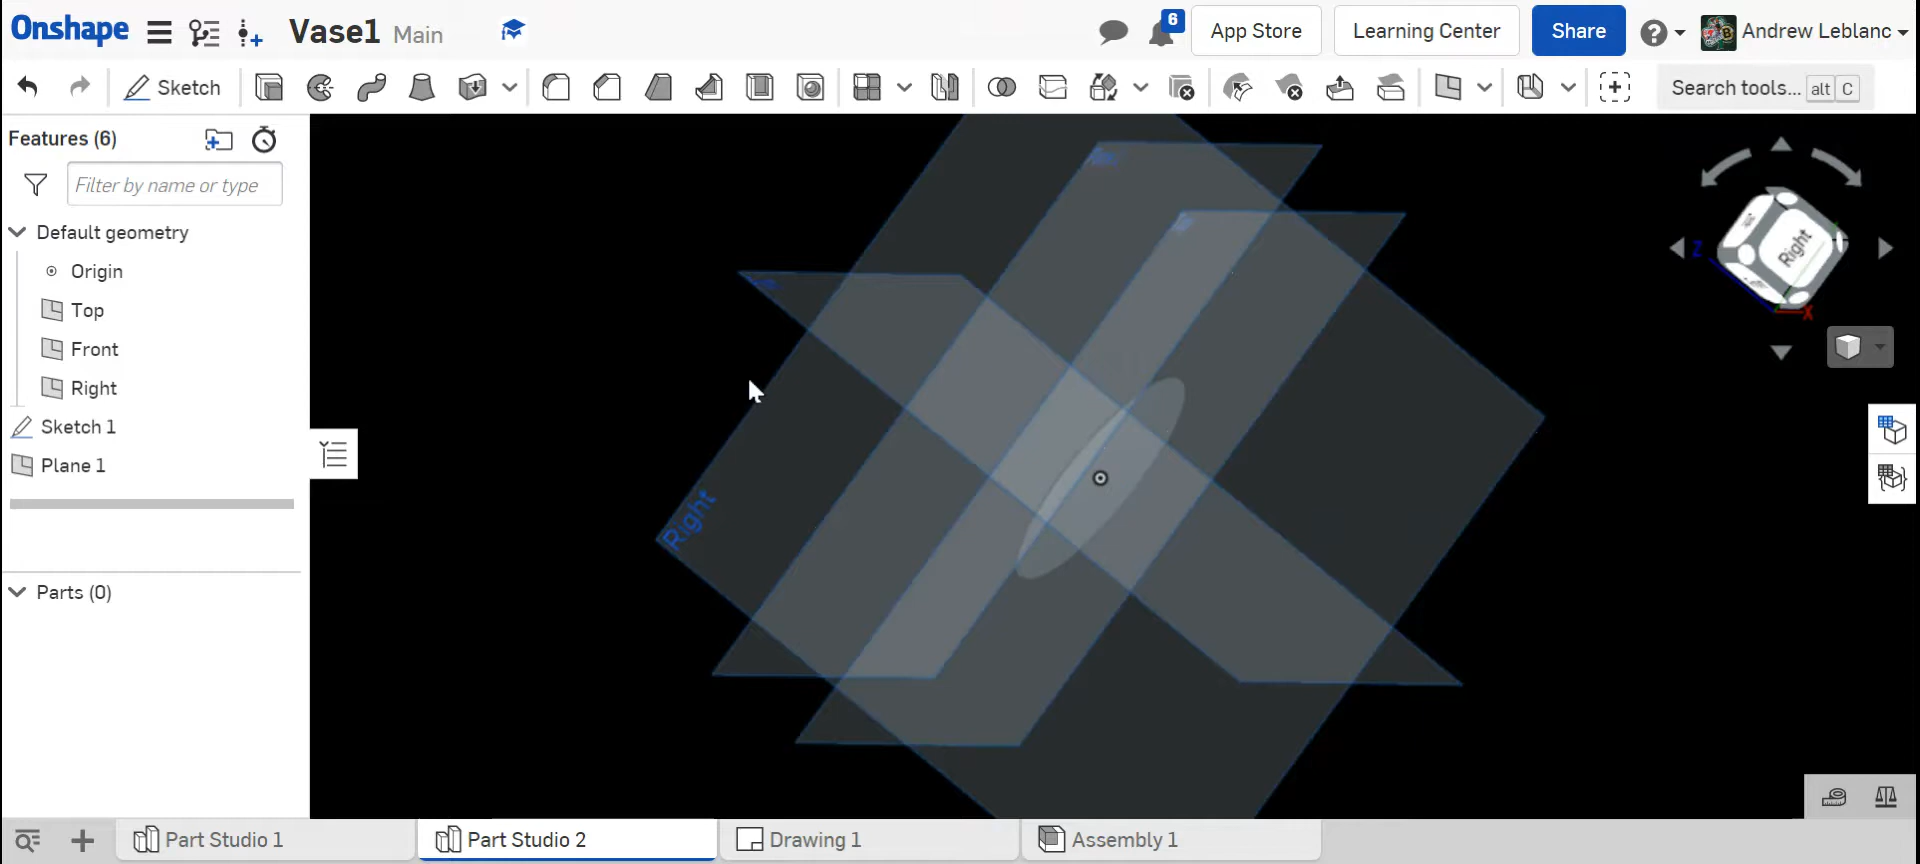 Onshape
Vase1 Main
6
App Store
Learning Center
Share
Andrew Leblanc
Sketch
Search tools... alt C
Features (6)
Filter by name or type
Default geometry
Origin
Top
Front
Right
Sketch 1
Plane 1
Parts (0)
Right
Right
Z
X
Part Studio 1
Part Studio 2
Drawing 1
Assembly 1